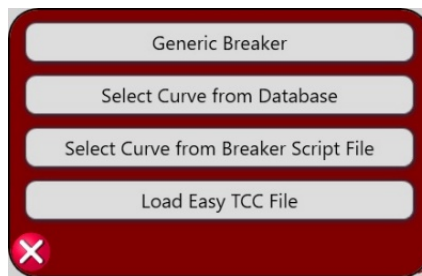 Generic Breaker
Select Curve from Database
Select Curve from Breaker Script File
Load Easy TCC File